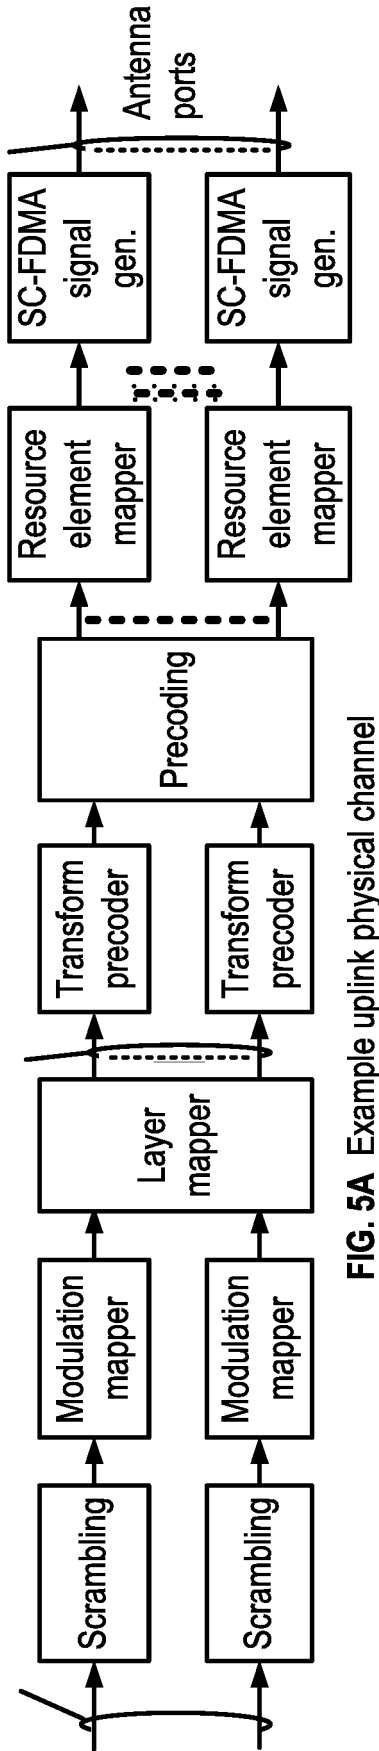 Scrambling
Modulation
mapper
Layer
mapper
Transform
precoder
Precoding
Resource
element
mapper
SC-FDMA
signal
gen.
Scrambling
Modulation
mapper
Transform
precoder
Resource
element
mapper
SC-FDMA
signal
gen.
Antenna
ports
FIG. 5A Example uplink physical channel